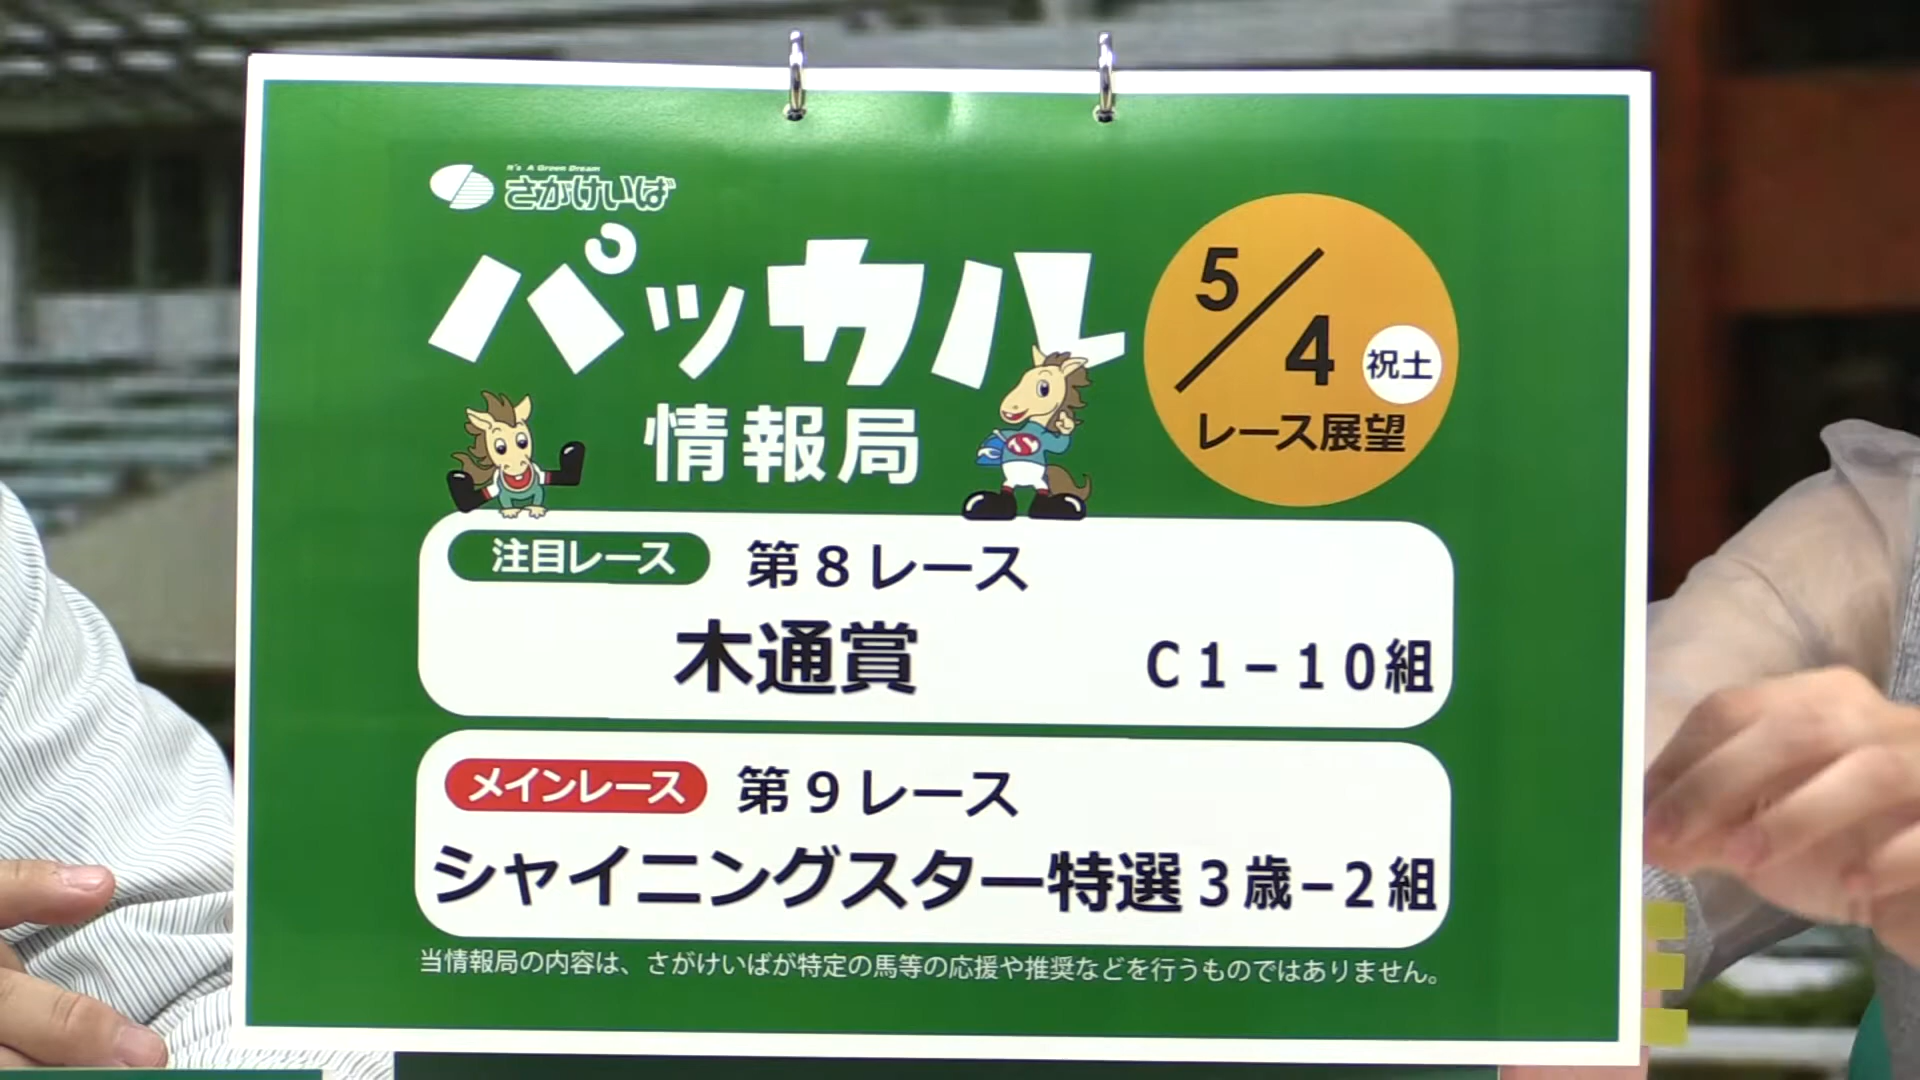 It's A Green Dream
さがけいば
パッカル
情報局
5/4 祝土
レース展望
注目レース 第8レース
木通賞 C1-10組
メインレース 第9レース
シャイニングスター特選 3歳-2組
当情報局の内容は、さがけいばが特定の馬等の応援や推奨などを行うものではありません。